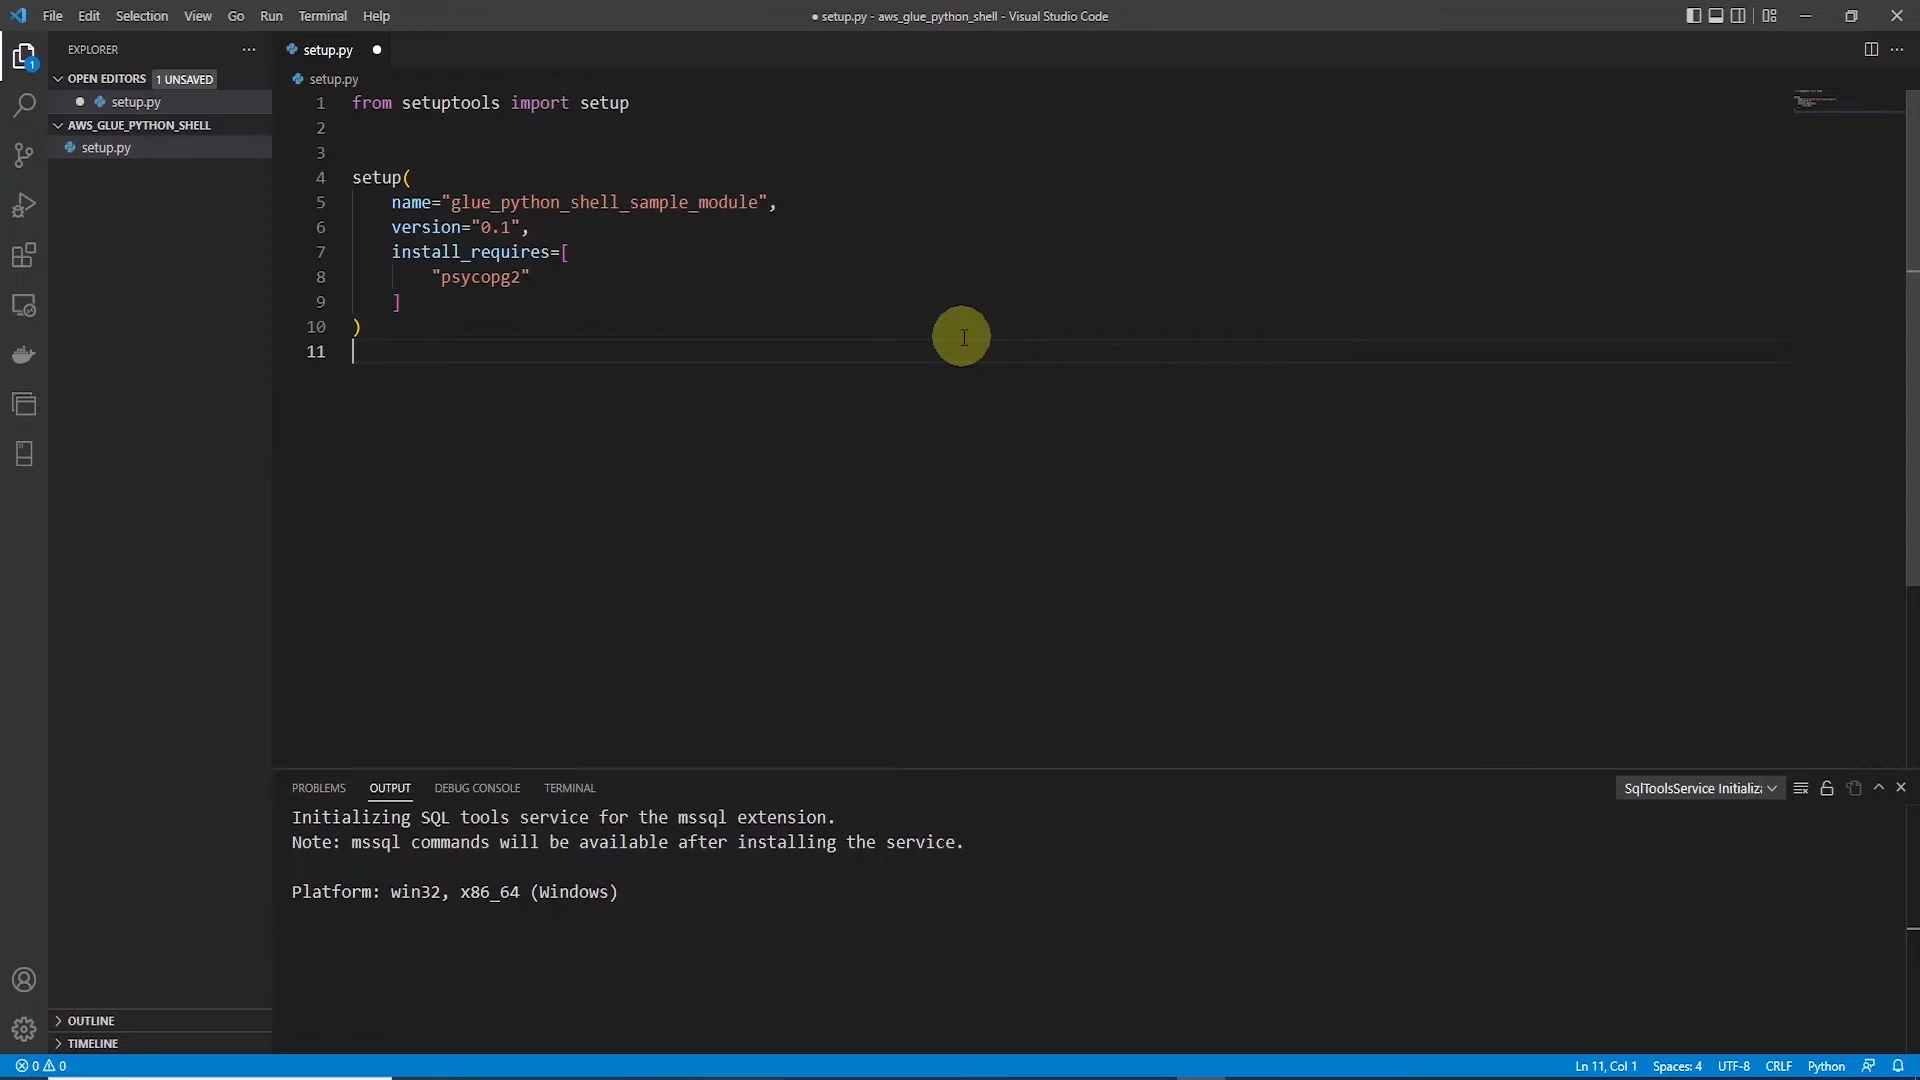 File Edit Selection View Go Run Terminal Help
● setup.py - aws_glue_python_shell - Visual Studio Code
EXPLORER
OPEN EDITORS 1 UNSAVED
setup.py
AWS_GLUE_PYTHON_SHELL
setup.py
OUTLINE
TIMELINE
1
setup.py
setup.py
1 from setuptools import setup
2
3
4 setup(
5 name="glue_python_shell_sample_module",
6 version="0.1",
7 install_requires=[
8 "psycopg2"
9 ]
10 )
11
PROBLEMS OUTPUT DEBUG CONSOLE TERMINAL
SqlToolsService Initializa
Initializing SQL tools service for the mssql extension.
Note: mssql commands will be available after installing the service.
Platform: win32, x86_64 (Windows)
0 0
Ln 11, Col 1 Spaces: 4 UTF-8 CRLF Python